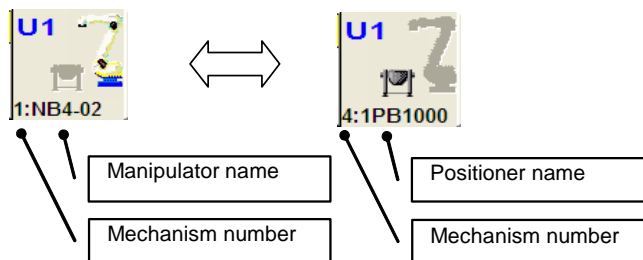 U1
1:NB4-02
U1
4:1PB1000
Manipulator name
Positioner name
Mechanism number
Mechanism number